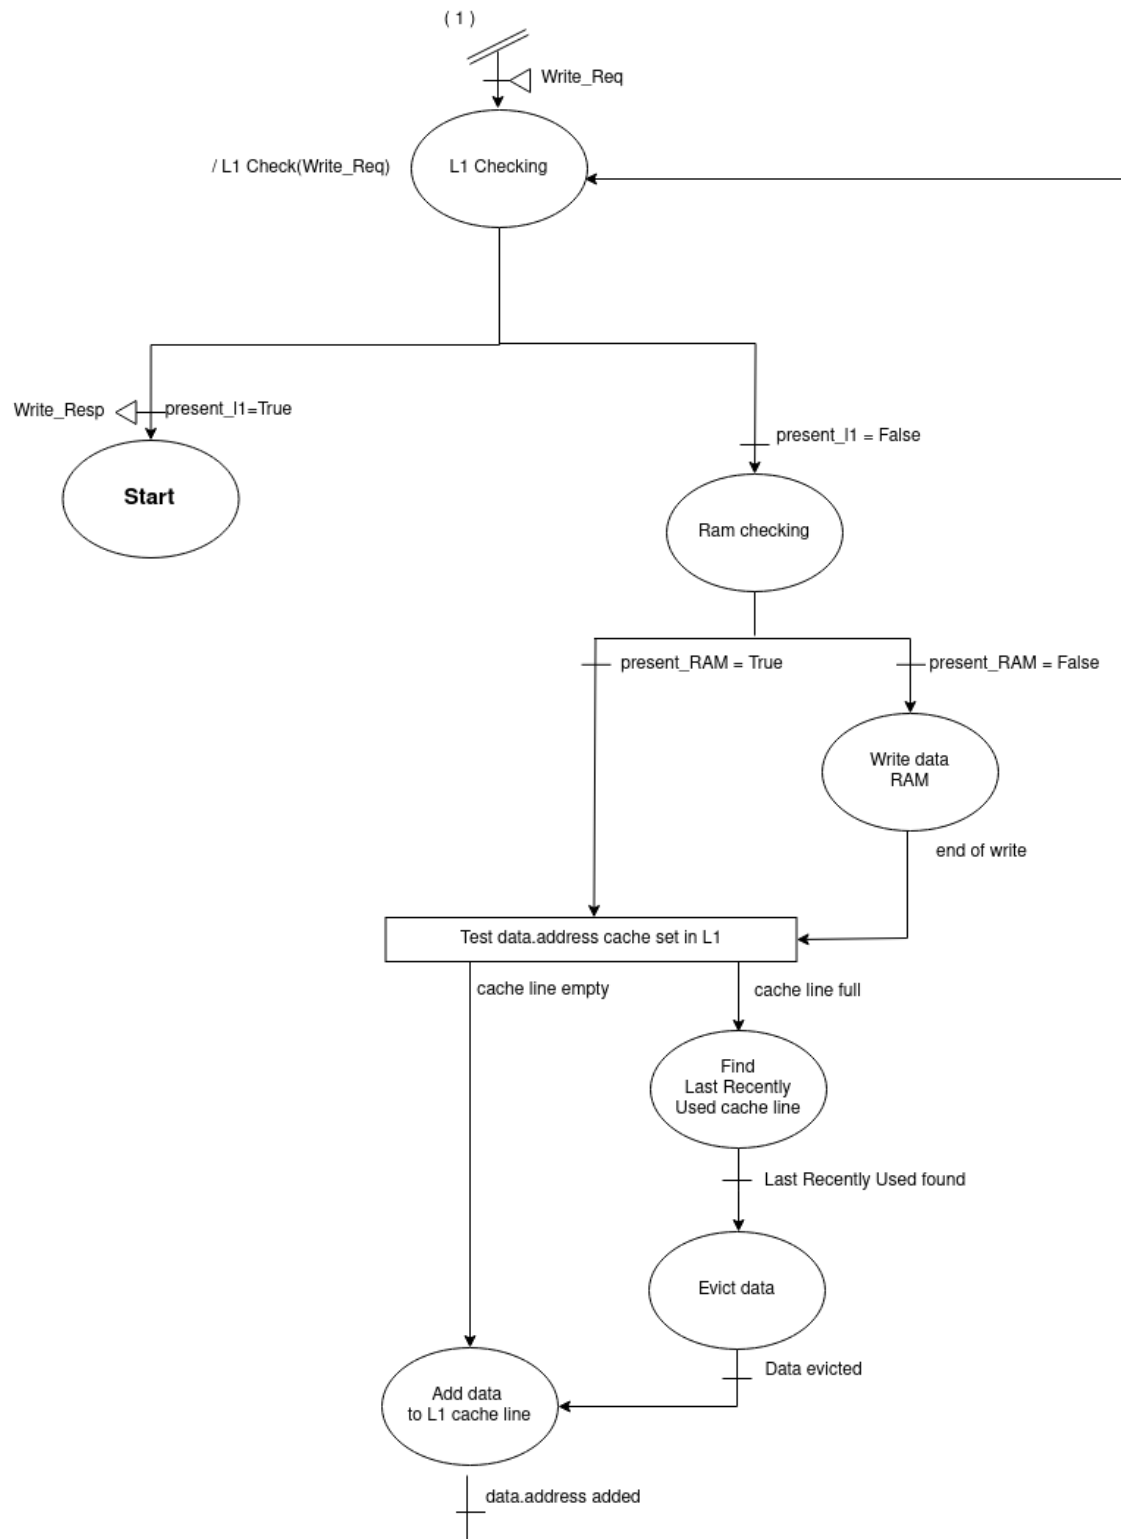 ( 1 )
Write_Req
/ L1 Check(Write_Req)
L1 Checking
Write_Resp
present_l1=True
present_l1 = False
Start
Ram checking
present_RAM = True
present_RAM = False
Write data
RAM
end of write
Test data.address cache set in L1
cache line empty
cache line full
Find
Last Recently
Used cache line
Last Recently Used found
Evict data
Data evicted
Add data
to L1 cache line
data.address added